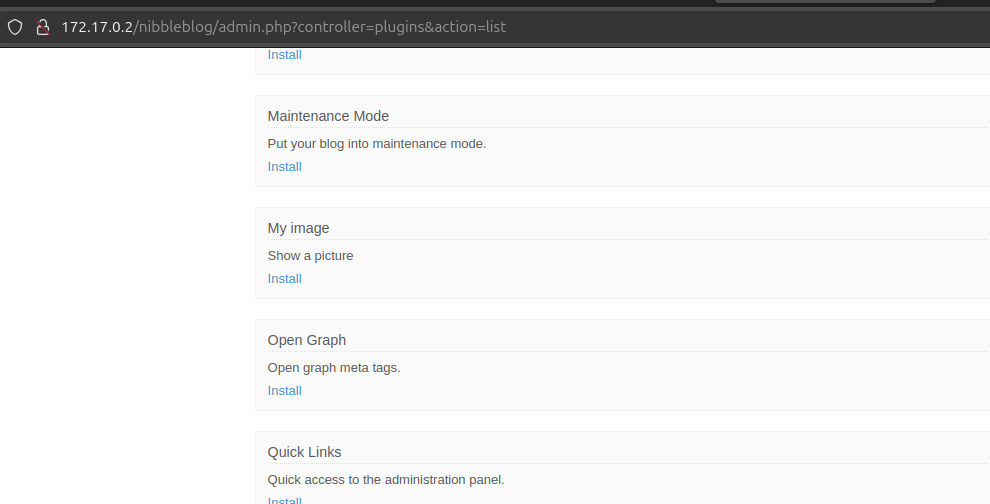 172.17.0.2/nibbleblog/admin.php?controller=plugins&action=list
Install
Maintenance Mode
Put your blog into maintenance mode.
Install
My image
Show a picture
Install
Open Graph
Open graph meta tags.
Install
Quick Links
Quick access to the administration panel.
Install